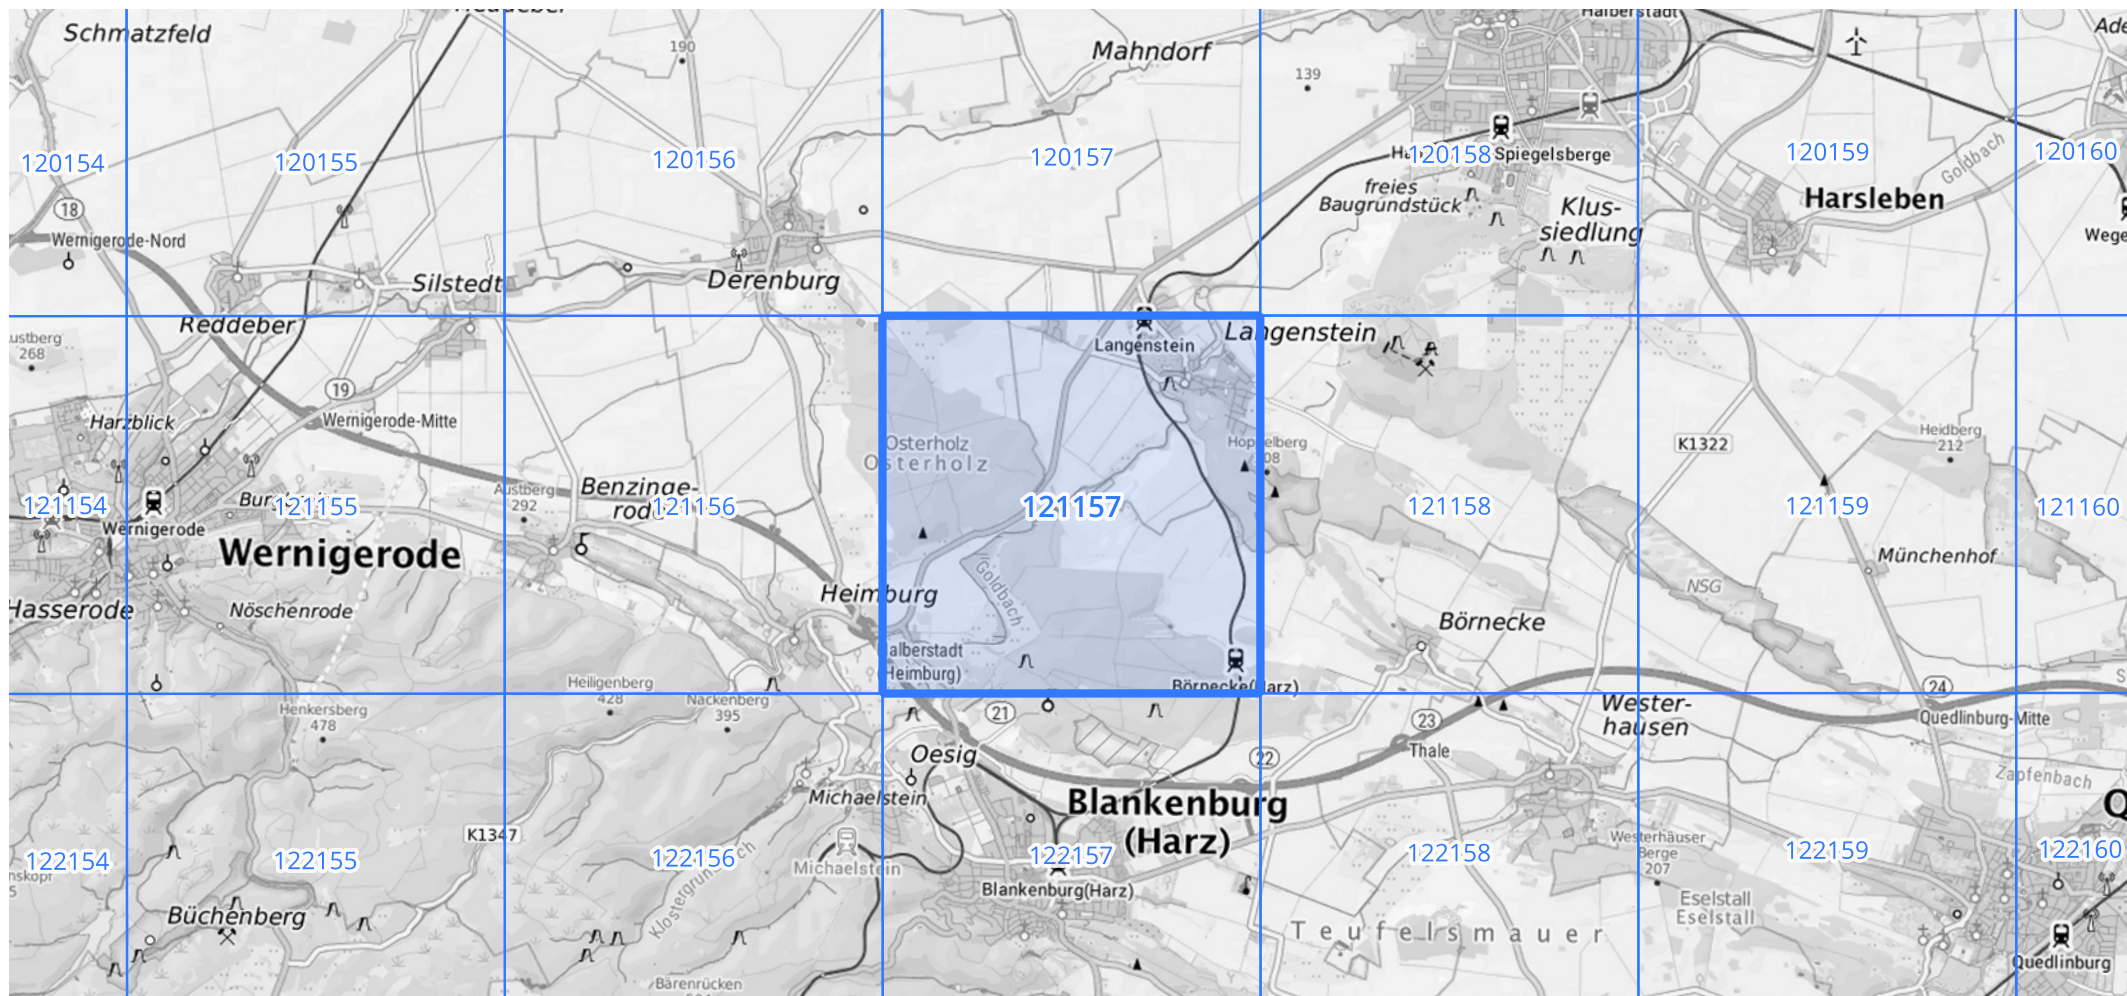 Schmatzfeld
190
Mahndorf
139
Halberstadt
120154
120155
120156
120157
120158
Spiegelsberge
120159
120160
Goldbach
freies
Baugrundstück
Klus-
siedlung
Harsleben
18
Wernigerode-Nord
Silstedt
Derenburg
Reddeber
268
Langenstein
Langenstein
19
Harzblick
Wernigerode-Mitte
Osterholz
Osterholz
K1322
Heidberg
212
Austberg
292
Benzinge-
rode
121154
121155
121156
121157
121158
121159
121160
Wernigerode
Wernigerode
Münchenhof
Hasserode
Nöschenrode
Heimburg
Goldbach
NSG
Börnecke
(Heimburg)
Heiligenberg
428
Nackenberg
395
Henkersberg
478
Börnecke(Harz)
21
22
23
24
Wester-
hausen
Quedlinburg-Mitte
Thale
Oesig
Zapfenbach
Michaelstein
Blankenburg
(Harz)
K1347
Westerhäuser
Berge
207
122154
122155
122156
122157
122158
122159
122160
Michaelstein
Blankenburg(Harz)
Eselstall
Eselstall
Büchenberg
Teufelsmauer
Quedlinburg
Bärenrücken